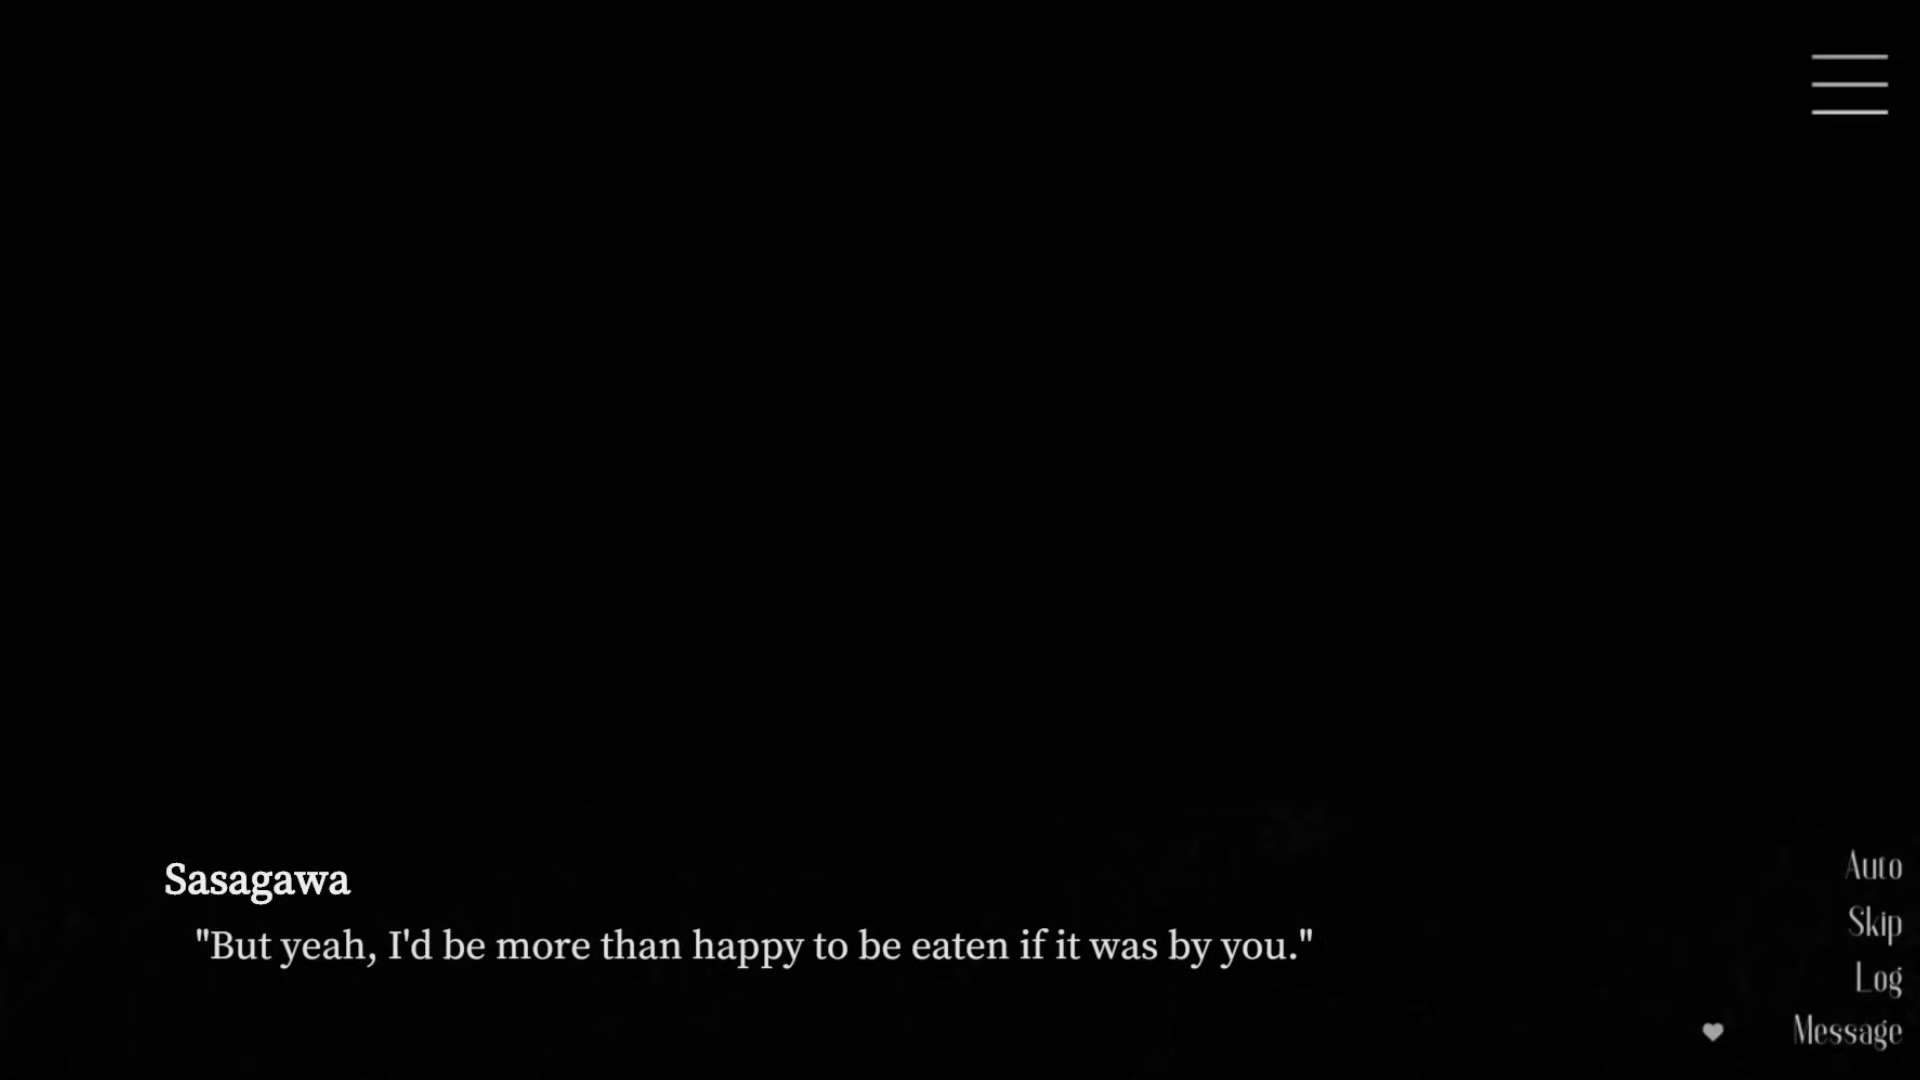 Sasagawa
"But yeah, I'd be more than happy to be eaten if it was by you."
Auto
Skip
Log
Message